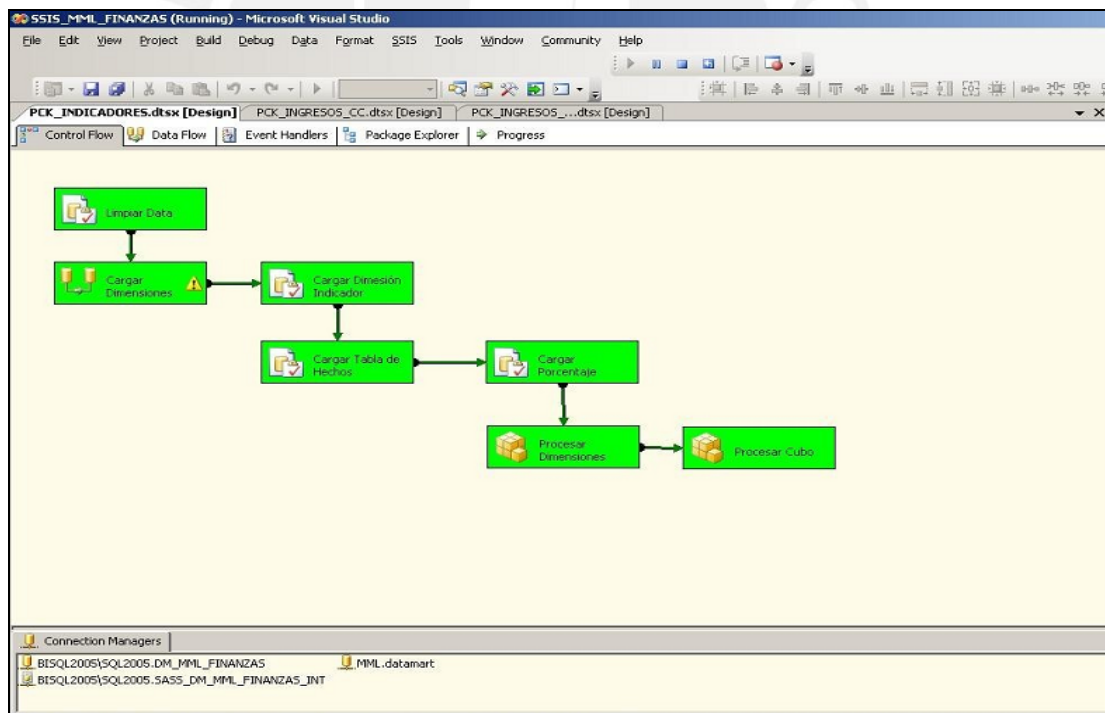 SSIS_MML_FINANZAS (Running) - Microsoft Visual Studio
File Edit View Project Build Debug Data Format SSIS Tools Window Community Help
PCK_INDICADORES.dtsx [Design] PCK_INGRESOS_CC.dtsx [Design] PCK_INGRESOS_...dtsx [Design]
Control Flow Data Flow Event Handlers Package Explorer Progress
Limpiar Data
Cargar
Dimensiones
Cargar Dimesión
Indicador
Cargar Tabla de
Hechos
Cargar
Porcentaje
Procesar
Dimensiones
Procesar Cubo
Connection Managers
BISQL2005\SQL2005.DM_MML_FINANZAS MML.datamart
BISQL2005\SQL2005.SASS_DM_MML_FINANZAS_INT